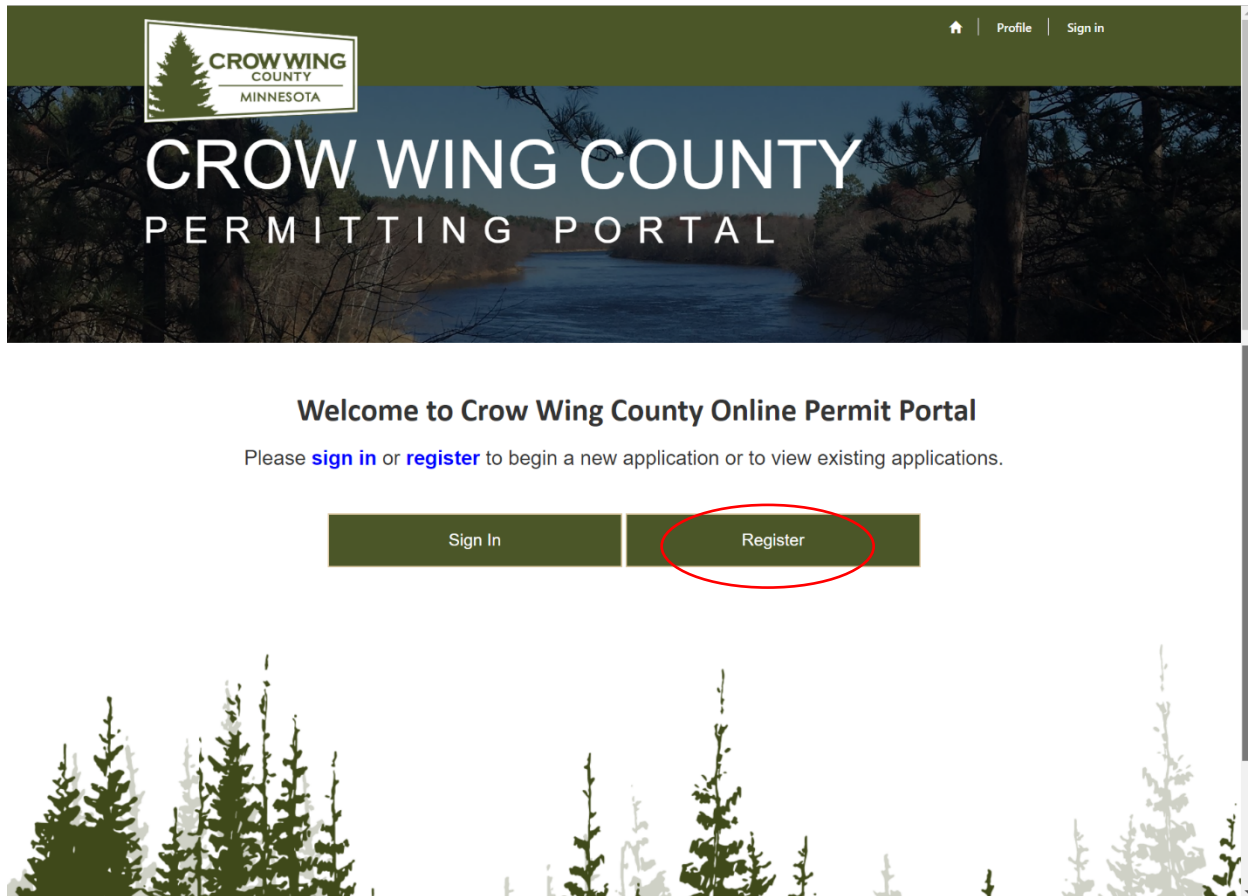 Profile
Sign in
CROW WING
COUNTY
MINNESOTA
CROW WING COUNTY
PERMITTING PORTAL
Welcome to Crow Wing County Online Permit Portal
Please sign in or register to begin a new application or to view existing applications.
Sign In
Register